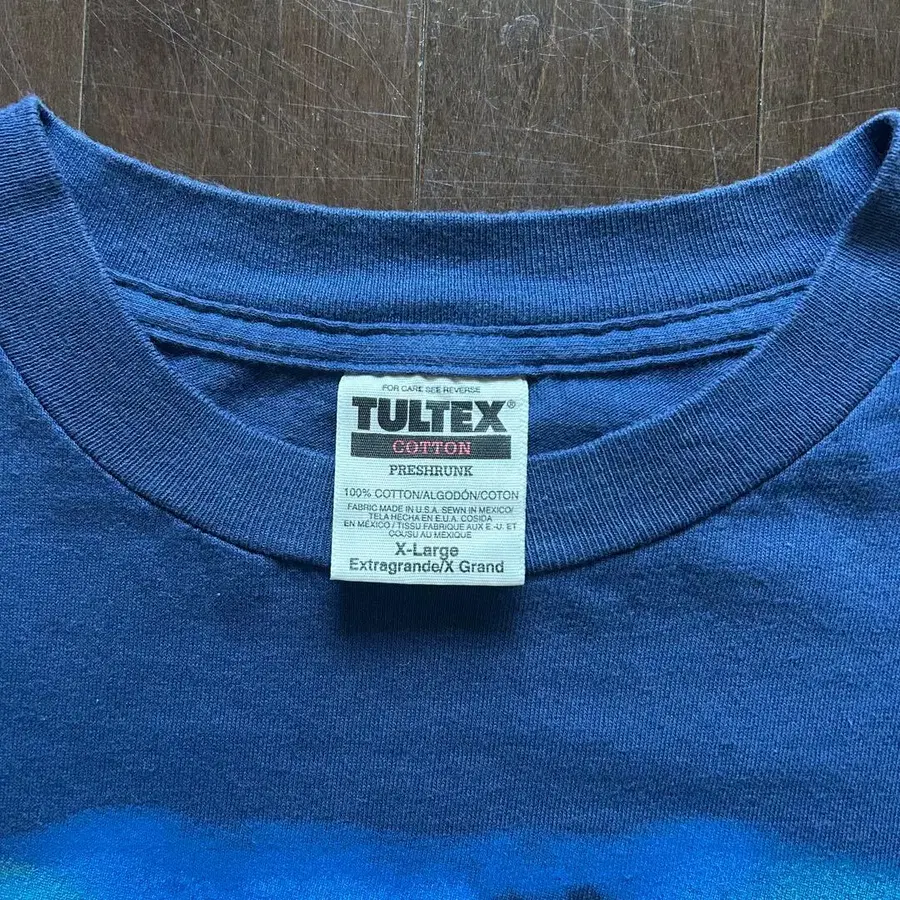 FOR CARE SEE REVERSE
TULTEX®
COTTON
PRESHRUNK
100% COTTON/ALGODÓN/COTON
FABRIC MADE IN U.S.A. SEWN IN MEXICO/
TELA HECHA EN E.U.A. COSIDA
EN MEXICO / TISSU FABRIQUE AUX E.-U. ET
COUSU AU MEXIQUE
X-Large
Extragrande/X Grand